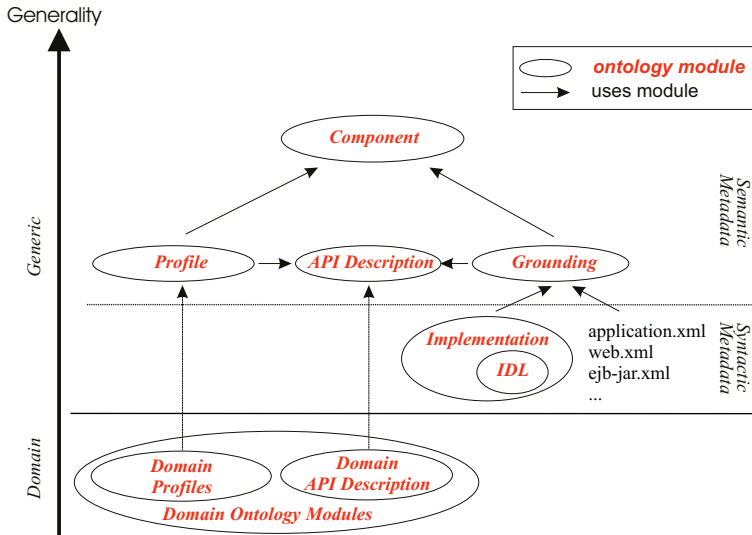 Generality
ontology module
uses module
Component
Semantic
Metadata
Generic
Profile
API Description
Grounding
Implementation
IDL
application.xml
web.xml
ejb-jar.xml
...
Syntactic
Metadata
Domain
Domain
Profiles
Domain
API Description
Domain Ontology Modules